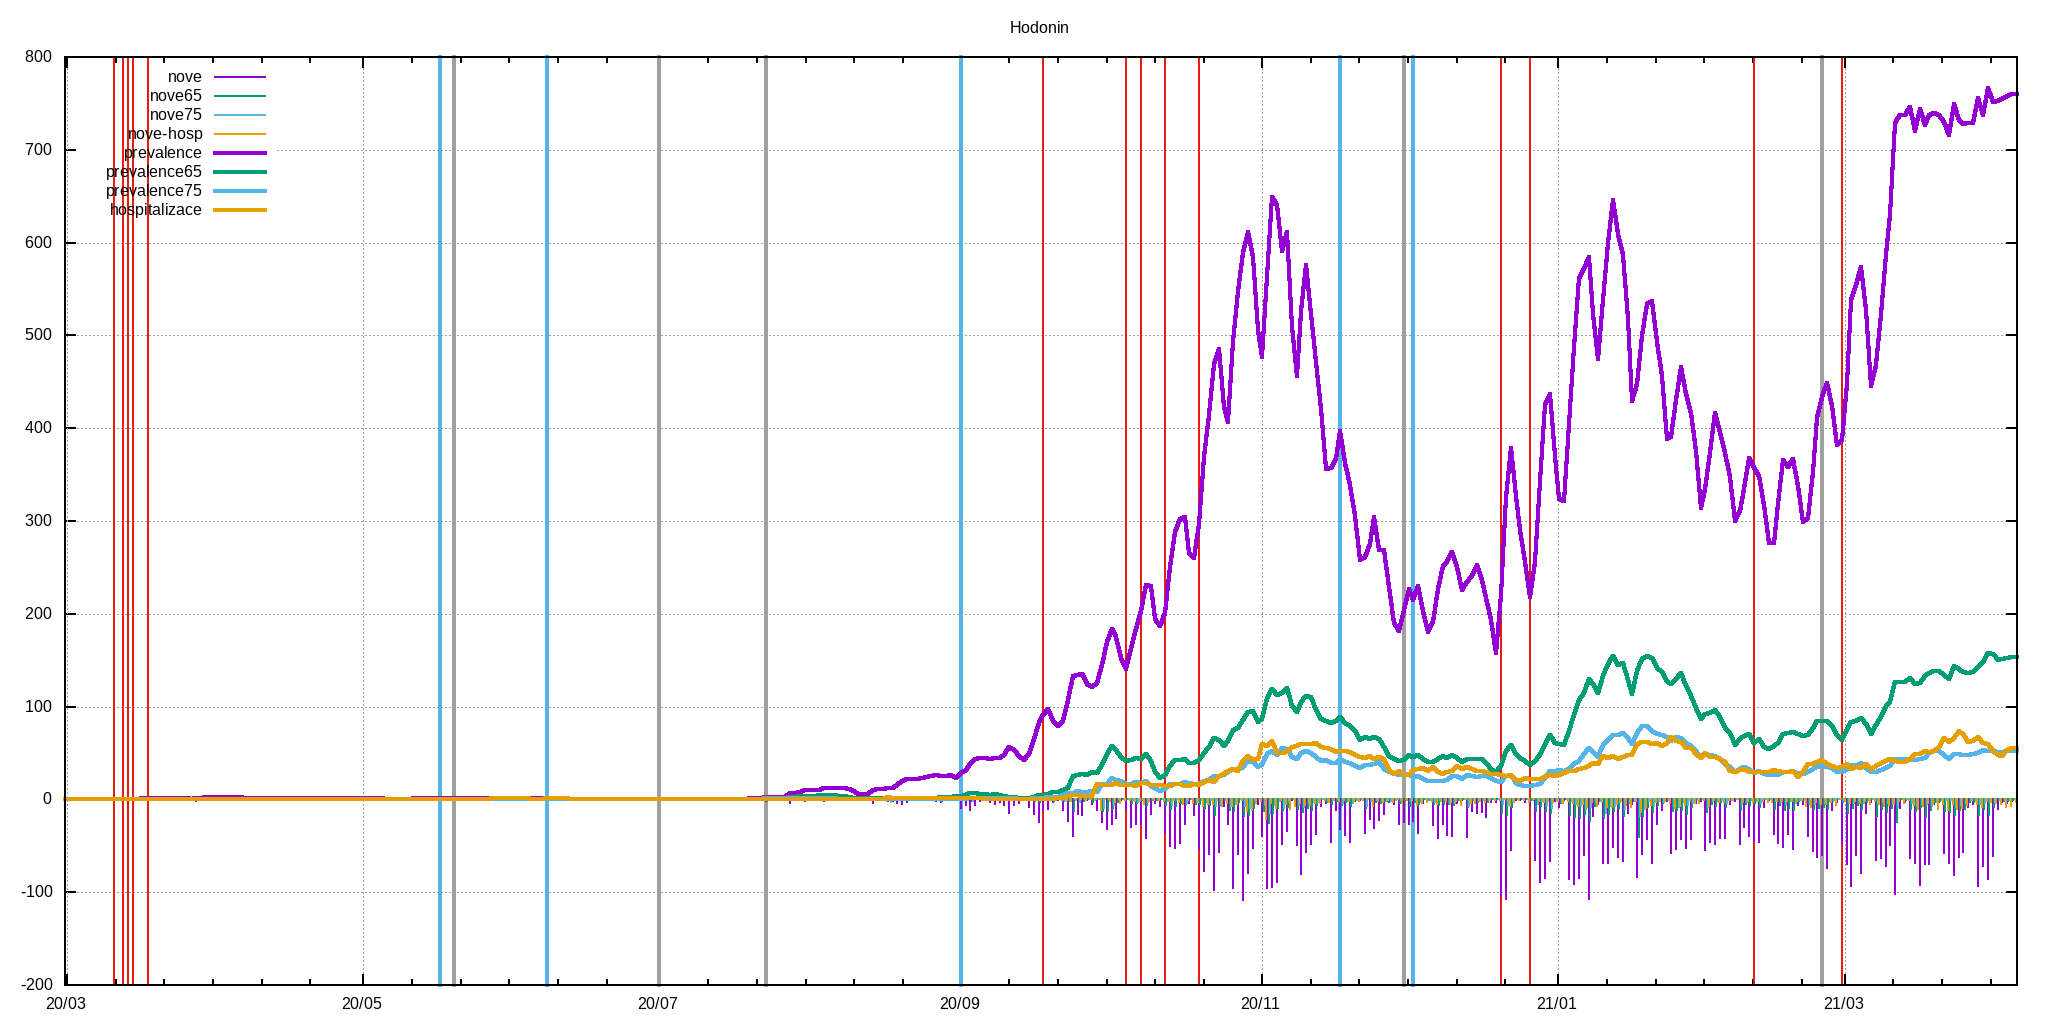 Hodonin
800
700
600
500
400
300
200
100
0
-100
-200
nove
nove65
nove75
nove-hosp
prevalence
prevalence65
prevalence75
hospitalizace
20/03
20/05
20/07
20/09
20/11
21/01
21/03